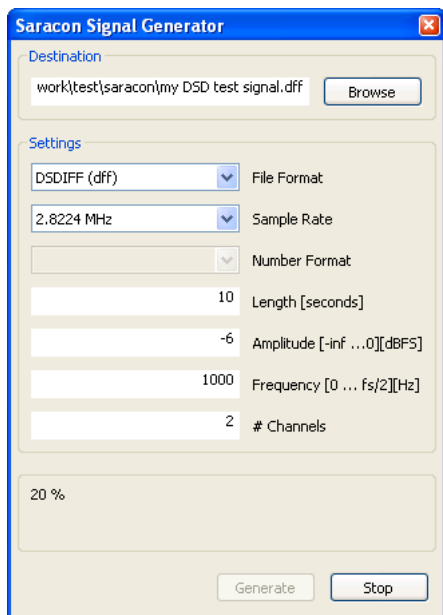 Saracon Signal Generator
Destination
work\test\saracon\my DSD test signal.dff
Browse
Settings
DSDIFF (dff) File Format
2.8224 MHz Sample Rate
Number Format
10 Length [seconds]
-6 Amplitude [-inf ...0][dBFS]
1000 Frequency [0 ... fs/2][Hz]
2 # Channels
20 %
Generate Stop